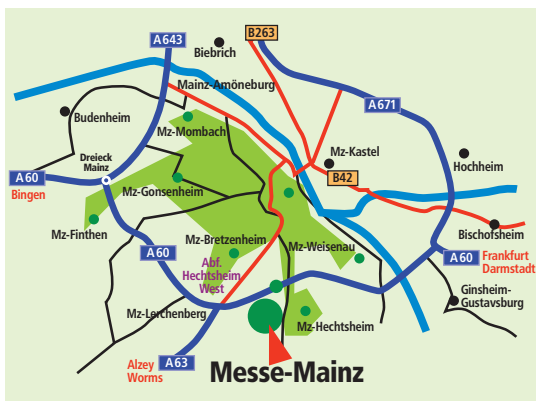 B263
A643
Biebrich
Mainz-Amöneburg
A671
Budenheim
Mz-Mombach
Mz-Kastel
Hochheim
Dreieck
Mainz
A60
Bingen
B42
Mz-Gonsenheim
Mz-Finthen
Mz-Bretzenheim
Mz-Weisenau
Bischofsheim
A60
Abf.
Hechtsheim
West
A60
Frankfurt
Darmstadt
Ginsheim-
Gustavsburg
Mz-Lerchenberg
Mz-Hechtsheim
Alzey
Worms
A63
Messe-Mainz